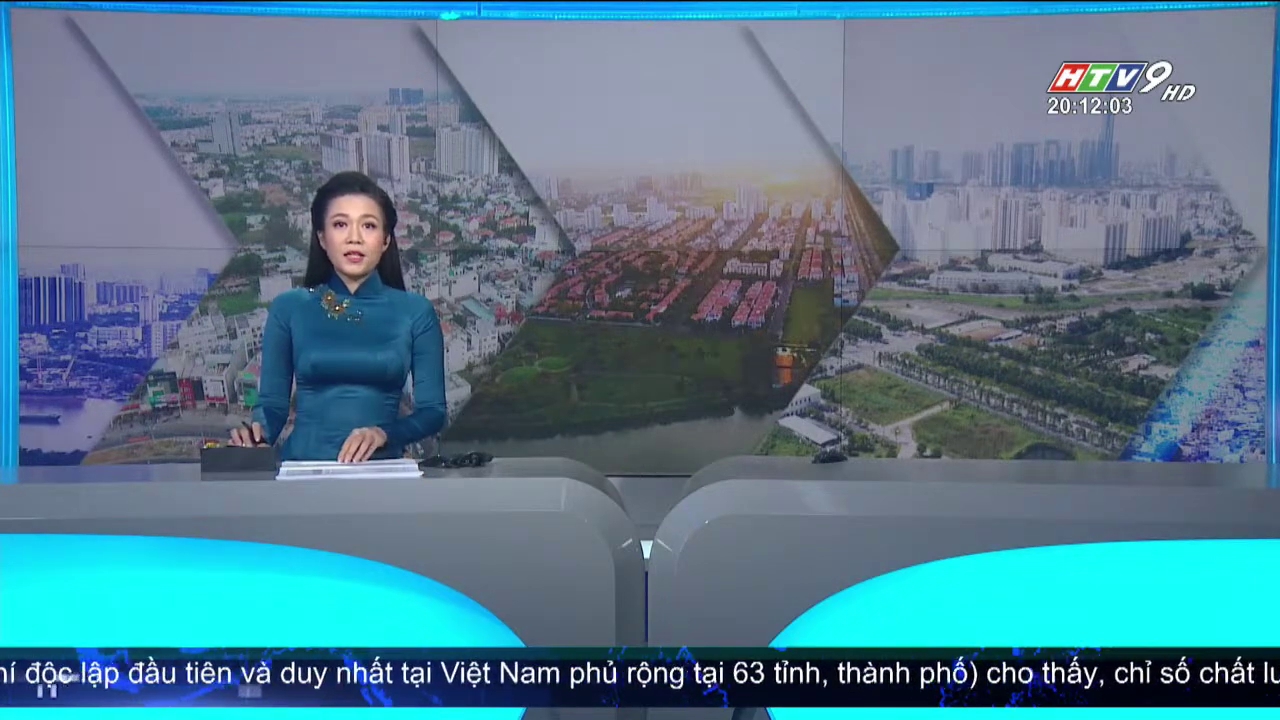 HTV9 HD
20:12:03
hí độc lập đầu tiên và duy nhất tại Việt Nam phủ rộng tại 63 tỉnh, thành phố) cho thấy, chỉ số chất lư